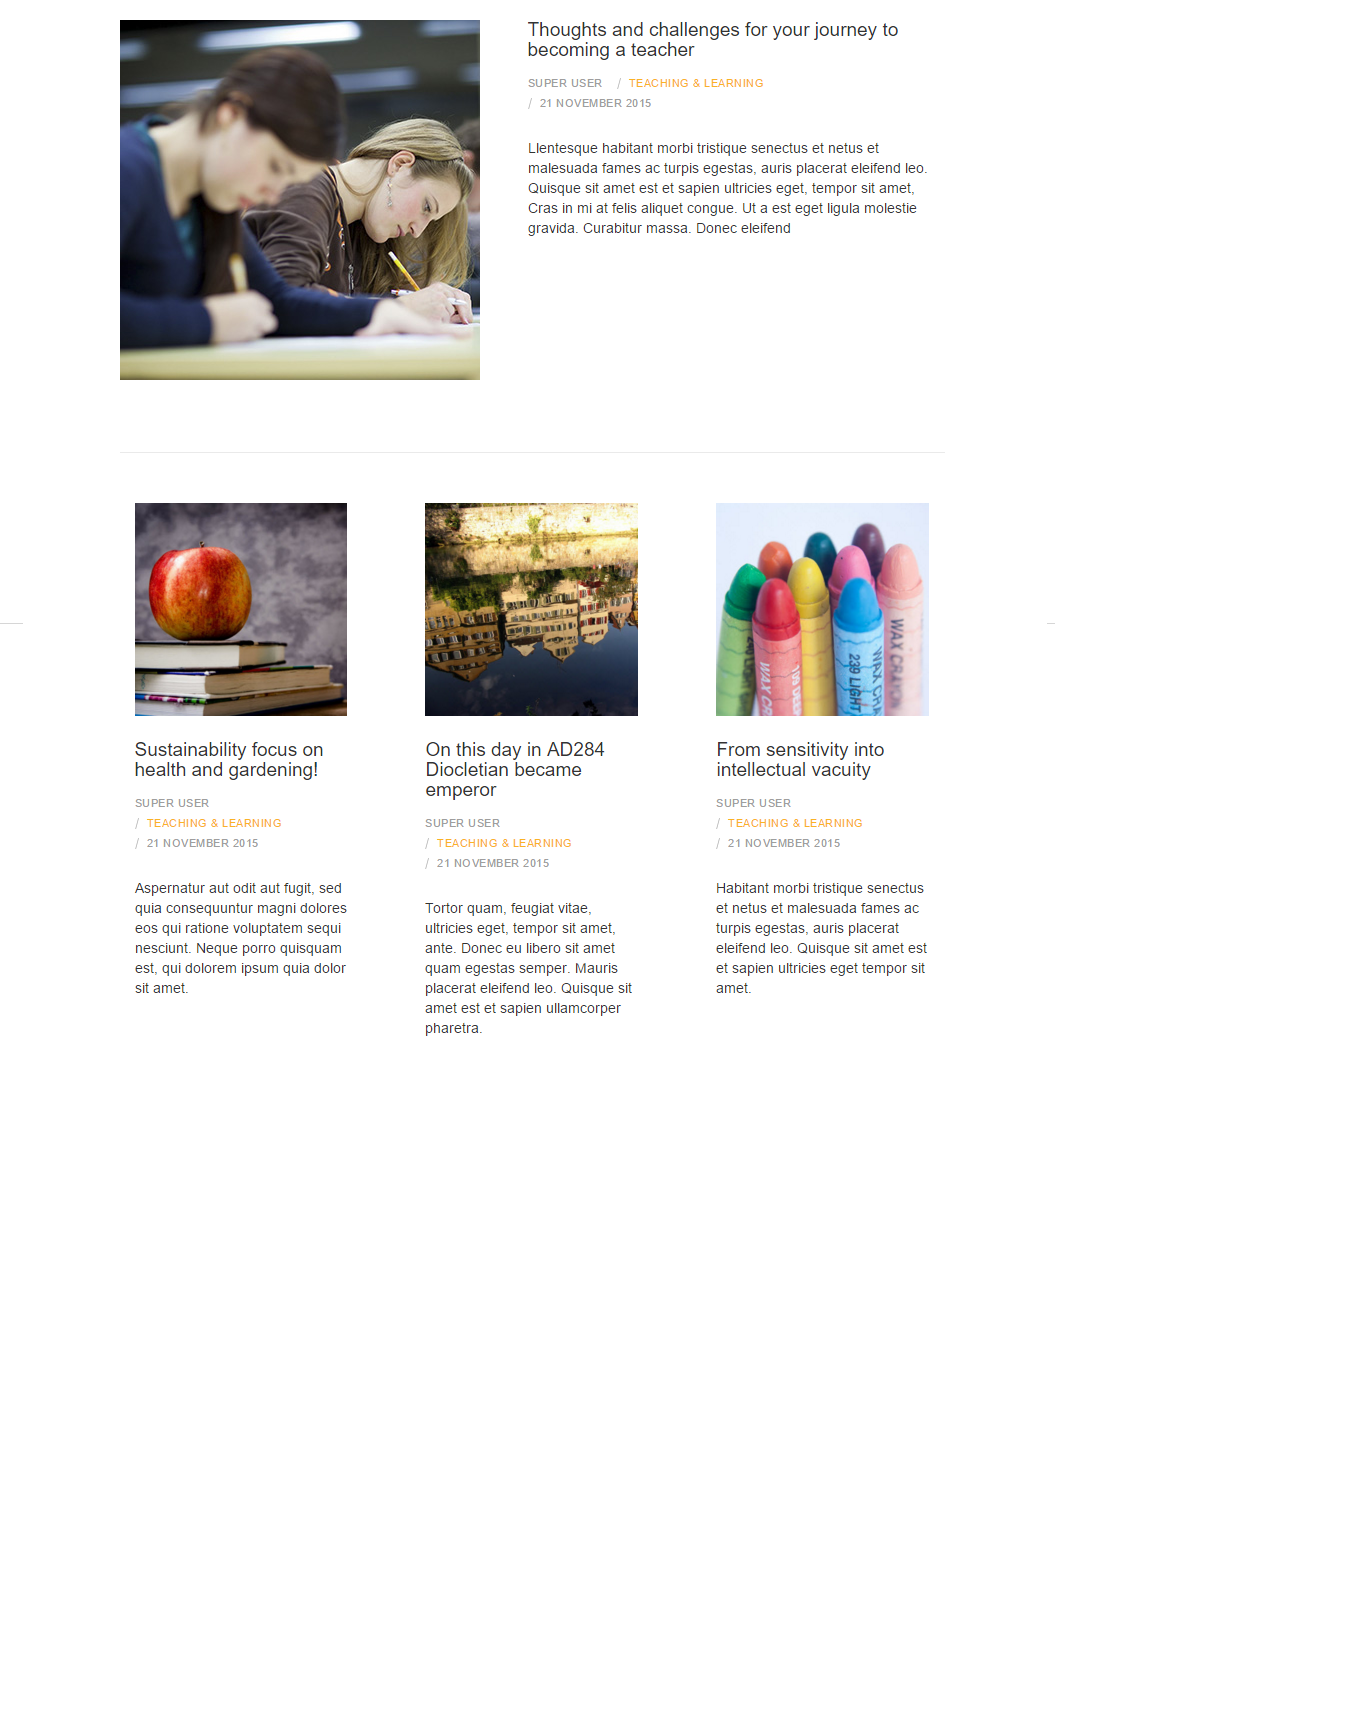 Thoughts and challenges for your journey to
becoming a teacher
SUPER USER / TEACHING & LEARNING
/ 21 NOVEMBER 2015
Llentesque habitant morbi tristique senectus et netus et
malesuada fames ac turpis egestas, auris placerat eleifend leo.
Quisque sit amet est et sapien ultricies eget, tempor sit amet,
Cras in mi at felis aliquet congue. Ut a est eget ligula molestie
gravida. Curabitur massa. Donec eleifend
WAX CRAYON
WAX CR
239 LIGHT
WAX CRA
Sustainability focus on
health and gardening!
SUPER USER
/ TEACHING & LEARNING
/ 21 NOVEMBER 2015
Aspernatur aut odit aut fugit, sed
quia consequuntur magni dolores
eos qui ratione voluptatem sequi
nesciunt. Neque porro quisquam
est, qui dolorem ipsum quia dolor
sit amet.
On this day in AD284
Diocletian became
emperor
SUPER USER
/ TEACHING & LEARNING
/ 21 NOVEMBER 2015
Tortor quam, feugiat vitae,
ultricies eget, tempor sit amet,
ante. Donec eu libero sit amet
quam egestas semper. Mauris
placerat eleifend leo. Quisque sit
amet est et sapien ullamcorper
pharetra.
From sensitivity into
intellectual vacuity
SUPER USER
/ TEACHING & LEARNING
/ 21 NOVEMBER 2015
Habitant morbi tristique senectus
et netus et malesuada fames ac
turpis egestas, auris placerat
eleifend leo. Quisque sit amet est
et sapien ultricies eget tempor sit
amet.